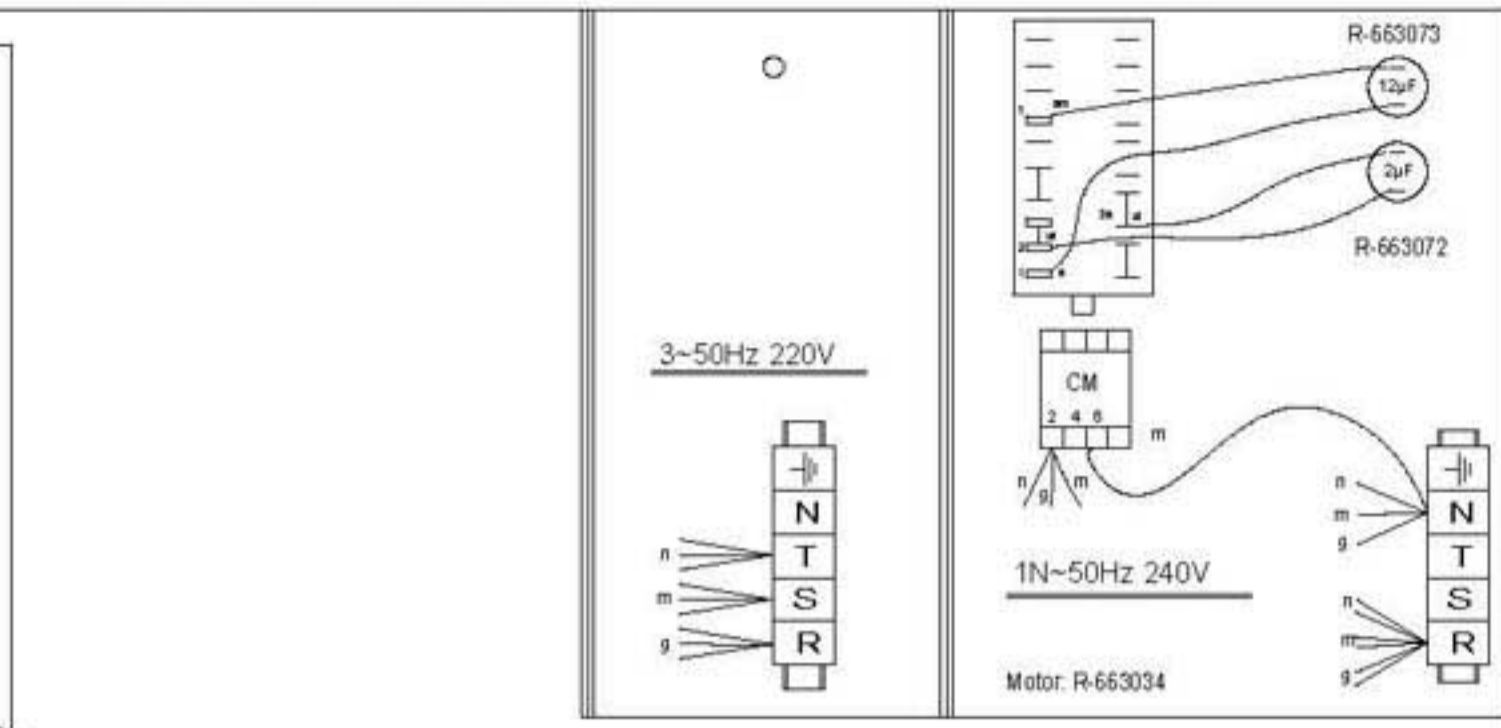 3~50Hz 220V
N
n T
m S
g R
R-663073
12µF
2µF
R-663072
CM
2 4 6
m
n g m
n
m
g
N
T
S
n
m
g
R
1N~50Hz 240V
Motor: R-663034